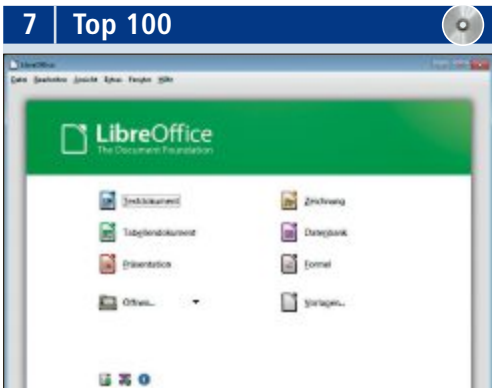 7 Top 100
LibreOffice
Datei Bearbeiten Ansicht Extras Fenster Hilfe
LibreOffice
The Document Foundation
Textdokument
Zeichnung
Tabellendokument
Datenbank
Präsentation
Formel
Öffnen...
Vorlagen...